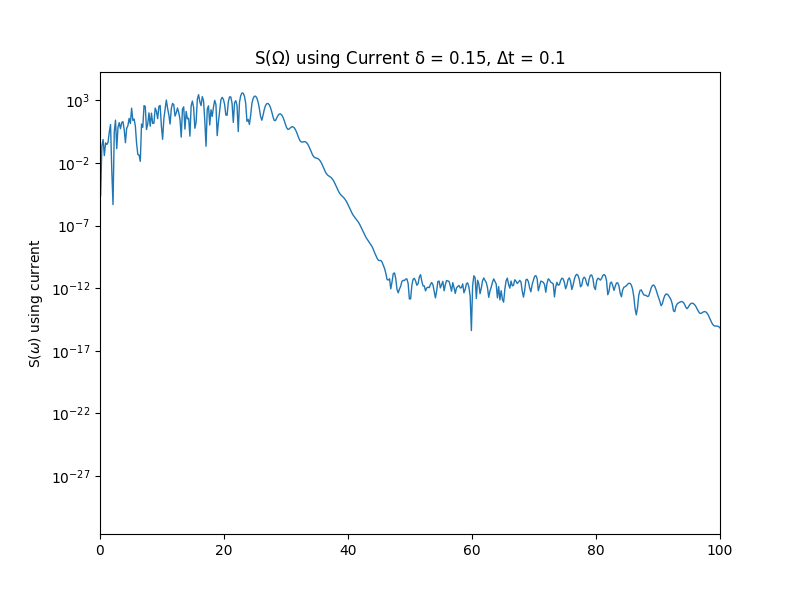 S(Ω) using Current δ = 0.15, Δt = 0.1
S(ω) using current
10³
10⁻²
10⁻⁷
10⁻¹²
10⁻¹⁷
10⁻²²
10⁻²⁷
0 20 40 60 80 100